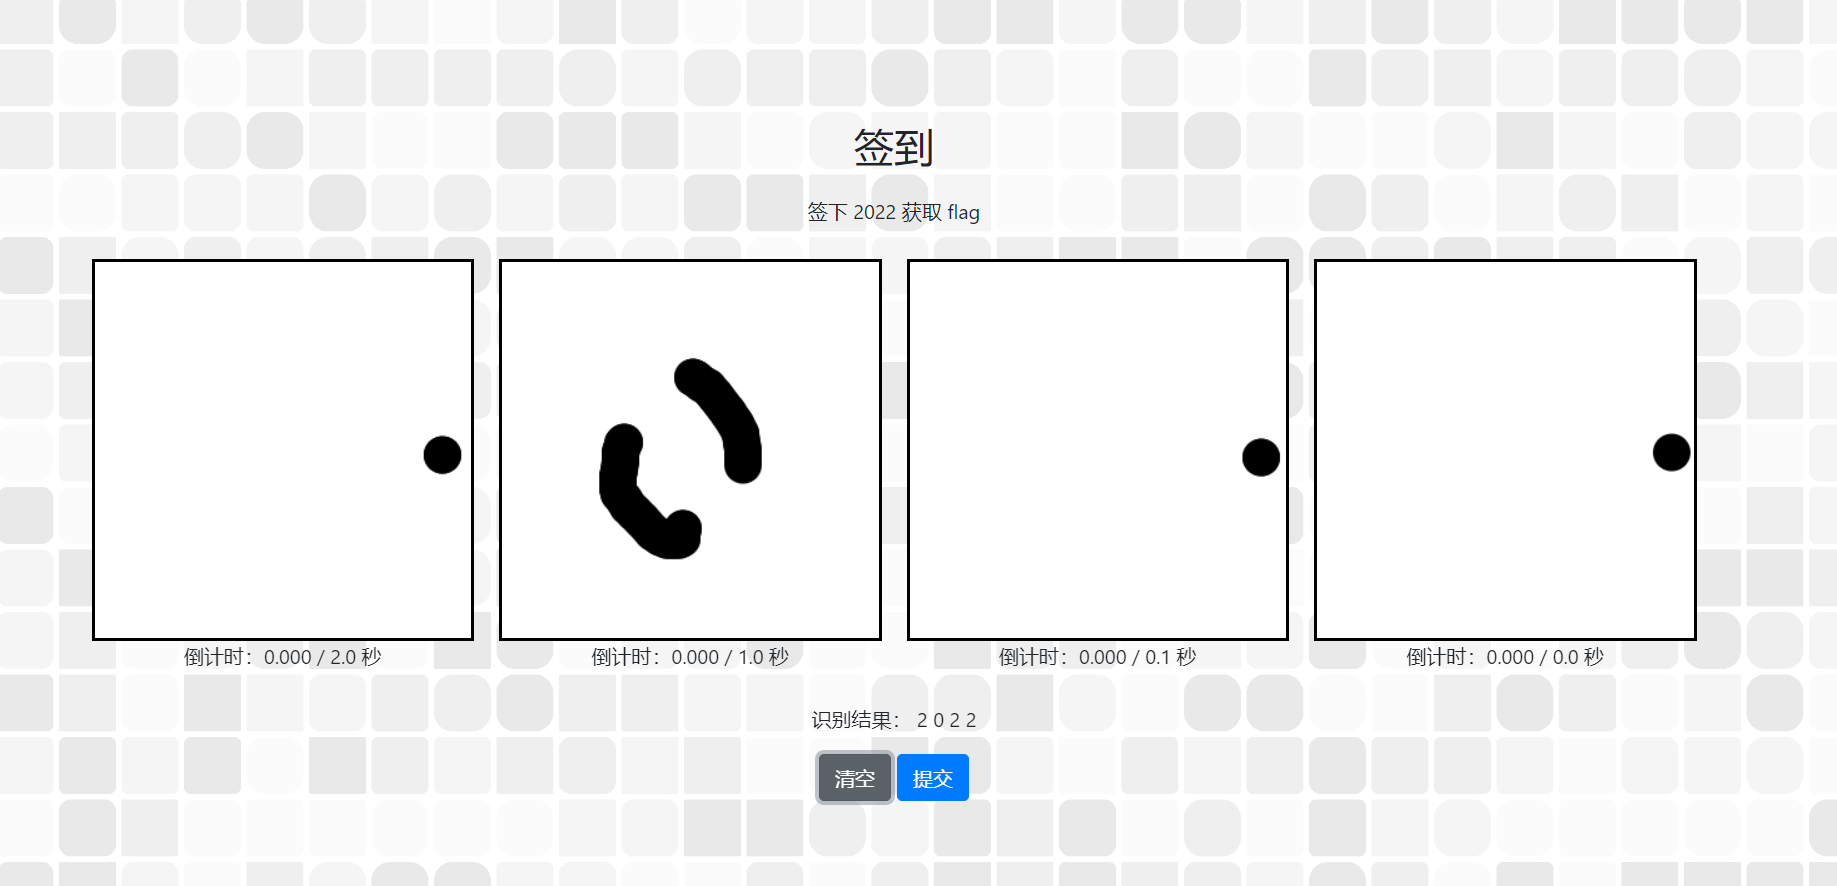 签到
签下 2022 获取 flag
倒计时：0.000 / 2.0 秒
倒计时：0.000 / 1.0 秒
倒计时：0.000 / 0.1 秒
倒计时：0.000 / 0.0 秒
识别结果： 2 0 2 2
清空 提交